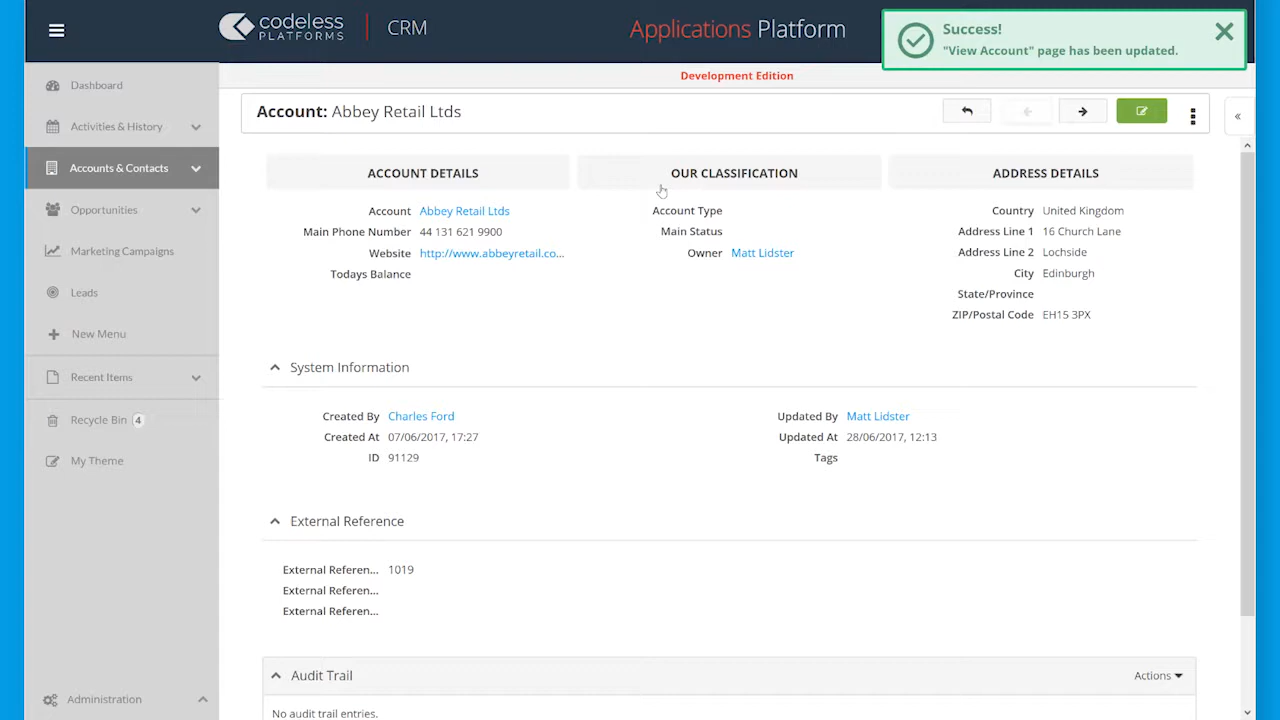 codeless
PLATFORMS
CRM
Applications Platform
Success!
"View Account" page has been updated.
Development Edition
Dashboard
Activities & History
Accounts & Contacts
Opportunities
Marketing Campaigns
Leads
New Menu
Recent Items
Recycle Bin 4
My Theme
Administration
Account: Abbey Retail Ltds
ACCOUNT DETAILS
Account Abbey Retail Ltds
Main Phone Number 44 131 621 9900
Website http://www.abbeyretail.co...
Todays Balance
OUR CLASSIFICATION
Account Type
Main Status
Owner Matt Lidster
ADDRESS DETAILS
Country United Kingdom
Address Line 1 16 Church Lane
Address Line 2 Lochside
City Edinburgh
State/Province
ZIP/Postal Code EH15 3PX
System Information
Created By Charles Ford
Created At 07/06/2017, 17:27
ID 91129
Updated By Matt Lidster
Updated At 28/06/2017, 12:13
Tags
External Reference
External Referen... 1019
External Referen...
External Referen...
Audit Trail
Actions
No audit trail entries.